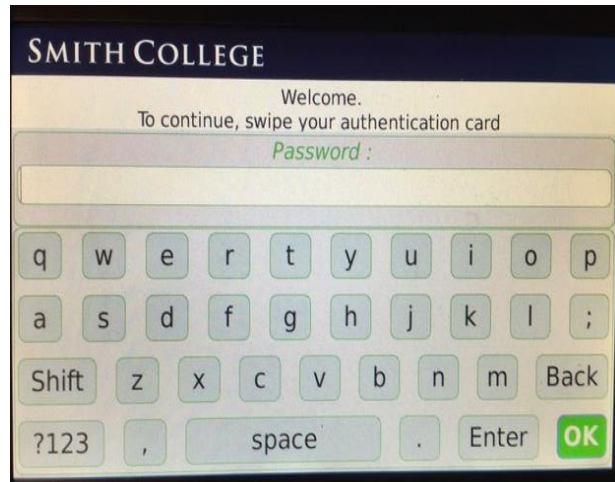 SMITH COLLEGE
Welcome.
To continue, swipe your authentication card
Password :
q w e r t y u i o p
a s d f g h j k l ;
Shift z x c v b n m Back
?123 , space . Enter OK